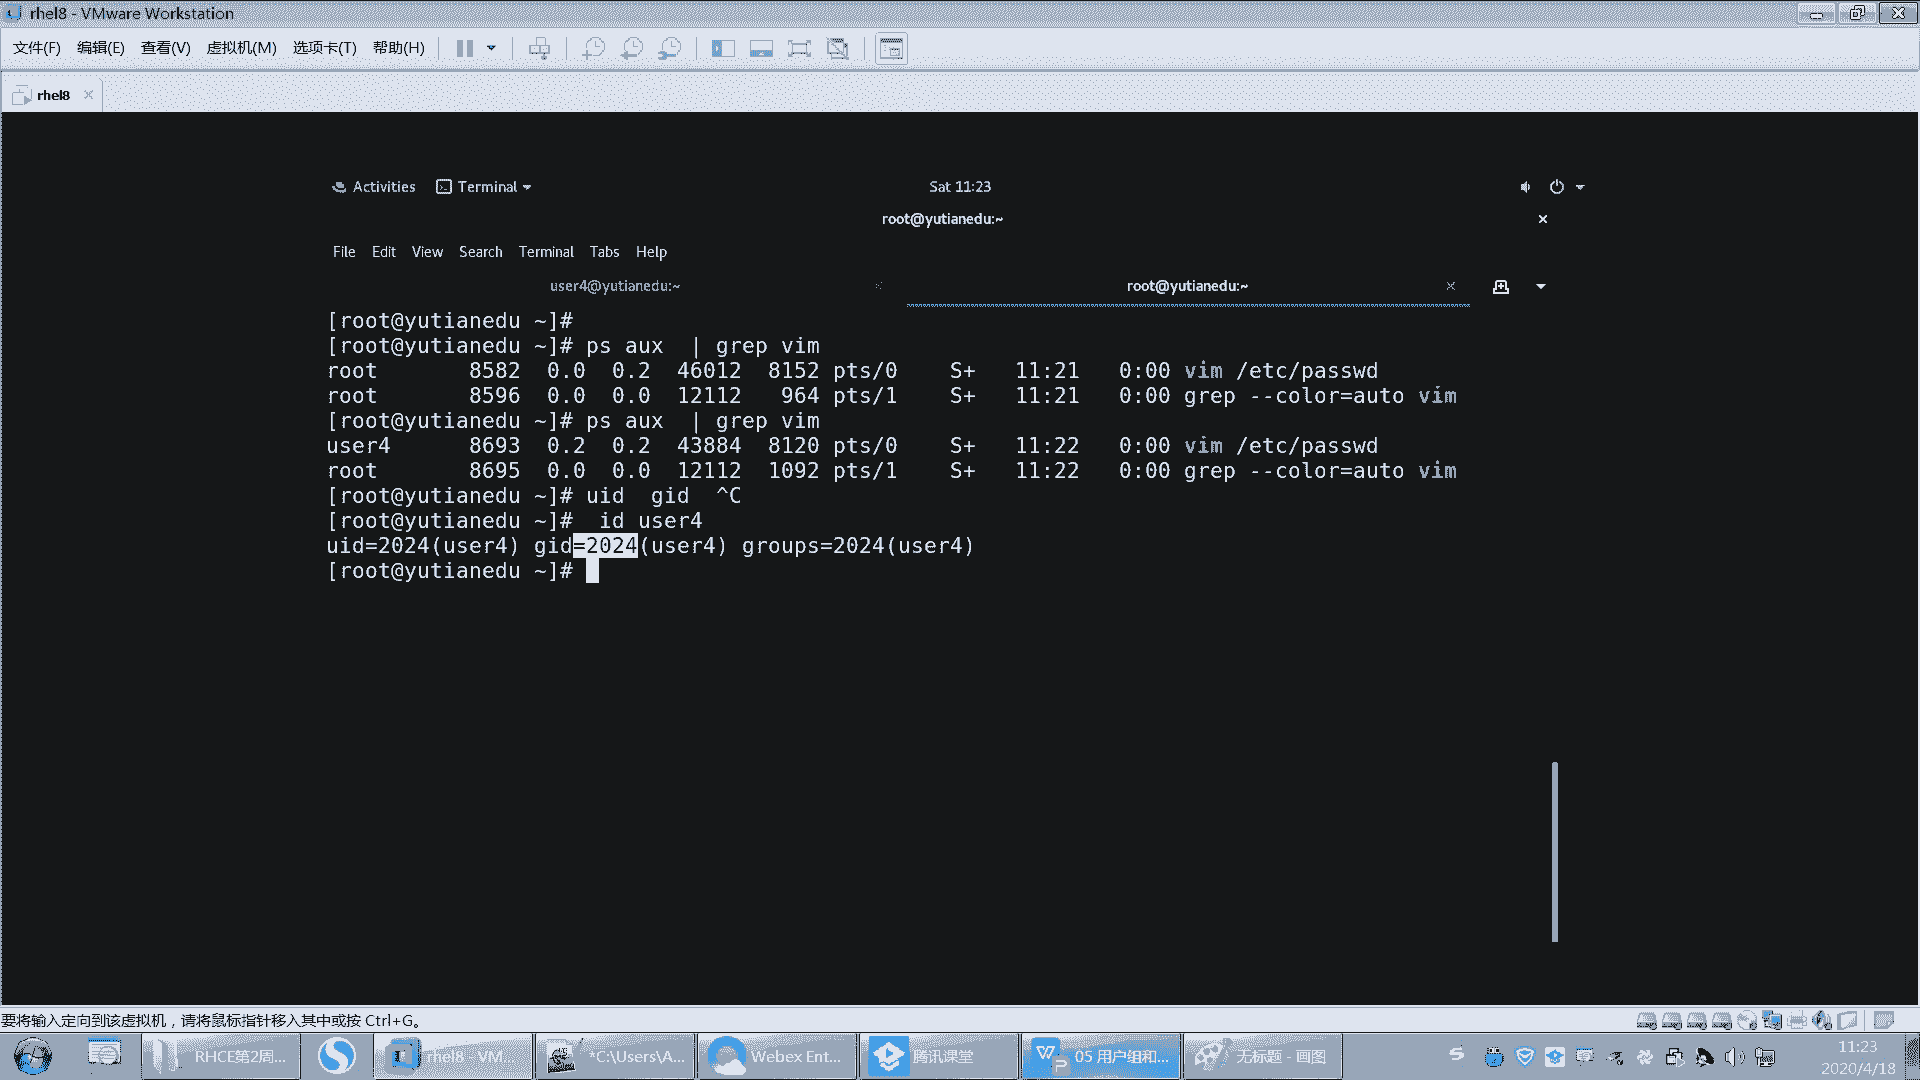 rhel8 - VMware Workstation
文件(F) 编辑(E) 查看(V) 虚拟机(M) 选项卡(T) 帮助(H)
rhel8
Activities Terminal Sat 11:23
root@yutianedu:~
File Edit View Search Terminal Tabs Help
user4@yutianedu:~ root@yutianedu:~
[root@yutianedu ~]#
[root@yutianedu ~]# ps aux  | grep vim
root       8582  0.0  0.2  46012  8152 pts/0    S+   11:21   0:00 vim /etc/passwd
root       8596  0.0  0.0  12112   964 pts/1    S+   11:21   0:00 grep --color=auto vim
[root@yutianedu ~]# ps aux  | grep vim
user4      8693  0.2  0.2  43884  8120 pts/0    S+   11:22   0:00 vim /etc/passwd
root       8695  0.0  0.0  12112  1092 pts/1    S+   11:22   0:00 grep --color=auto vim
[root@yutianedu ~]# uid  gid  ^C
[root@yutianedu ~]#  id user4
uid=2024(user4) gid=2024(user4) groups=2024(user4)
[root@yutianedu ~]#
要将输入定向到该虚拟机，请将鼠标指针移入其中或按 Ctrl+G。
RHCE第2周... rhel8 - VM... *C:\Users\A... Webex Ent... 腾讯课堂 05 用户组和... 无标题 - 画图 11:23
2020/4/18